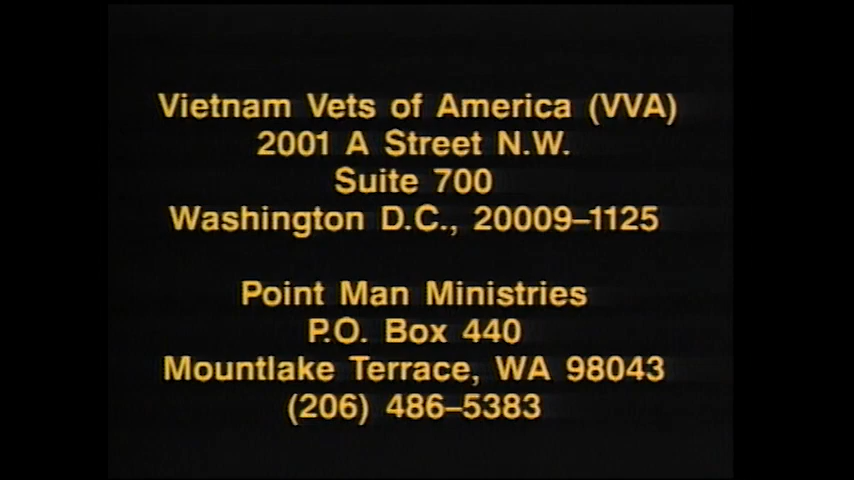 Vietnam Vets of America (VVA)
2001 A Street N.W.
Suite 700
Washington D.C., 20009–1125
Point Man Ministries
P.O. Box 440
Mountlake Terrace, WA 98043
(206) 486–5383